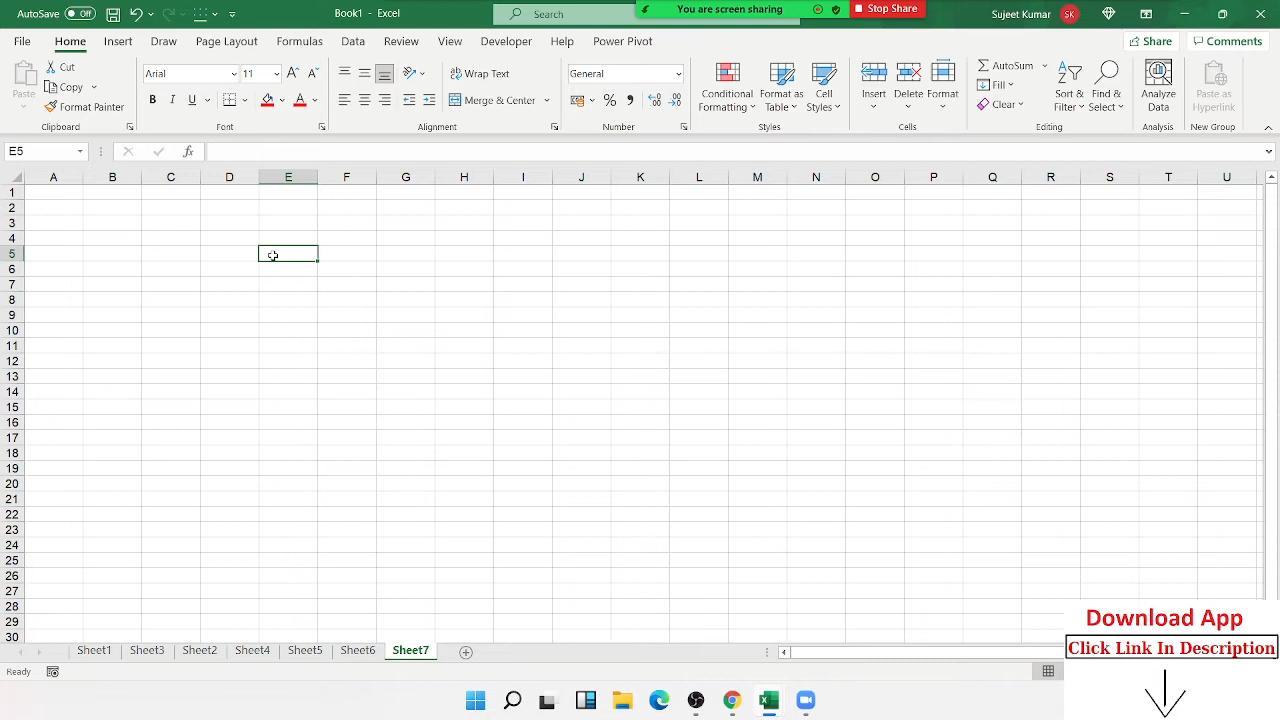 AutoSave Off Book1 - Excel Search You are screen sharing Stop Share Sujeet Kumar SK
File Home Insert Draw Page Layout Formulas Data Review View Developer Help Power Pivot Share Comments
Paste Cut Copy Format Painter Clipboard
Arial 11 B I U A Font
Wrap Text Merge & Center Alignment
General % , Number
Conditional Formatting Format as Table Cell Styles Styles
Insert Delete Format Cells
AutoSum Fill Clear Sort & Filter Find & Select Editing
Analyze Data Analysis
Paste as Hyperlink New Group
E5 fx
A B C D E F G H I J K L M N O P Q R S T U
1
2
3
4
5
6
7
8
9
10
11
12
13
14
15
16
17
18
19
20
21
22
23
24
25
26
27
28
29
30
Sheet1 Sheet2 Sheet3 Sheet4 Sheet5 Sheet6 Sheet7
Ready
Download App
Click Link In Description